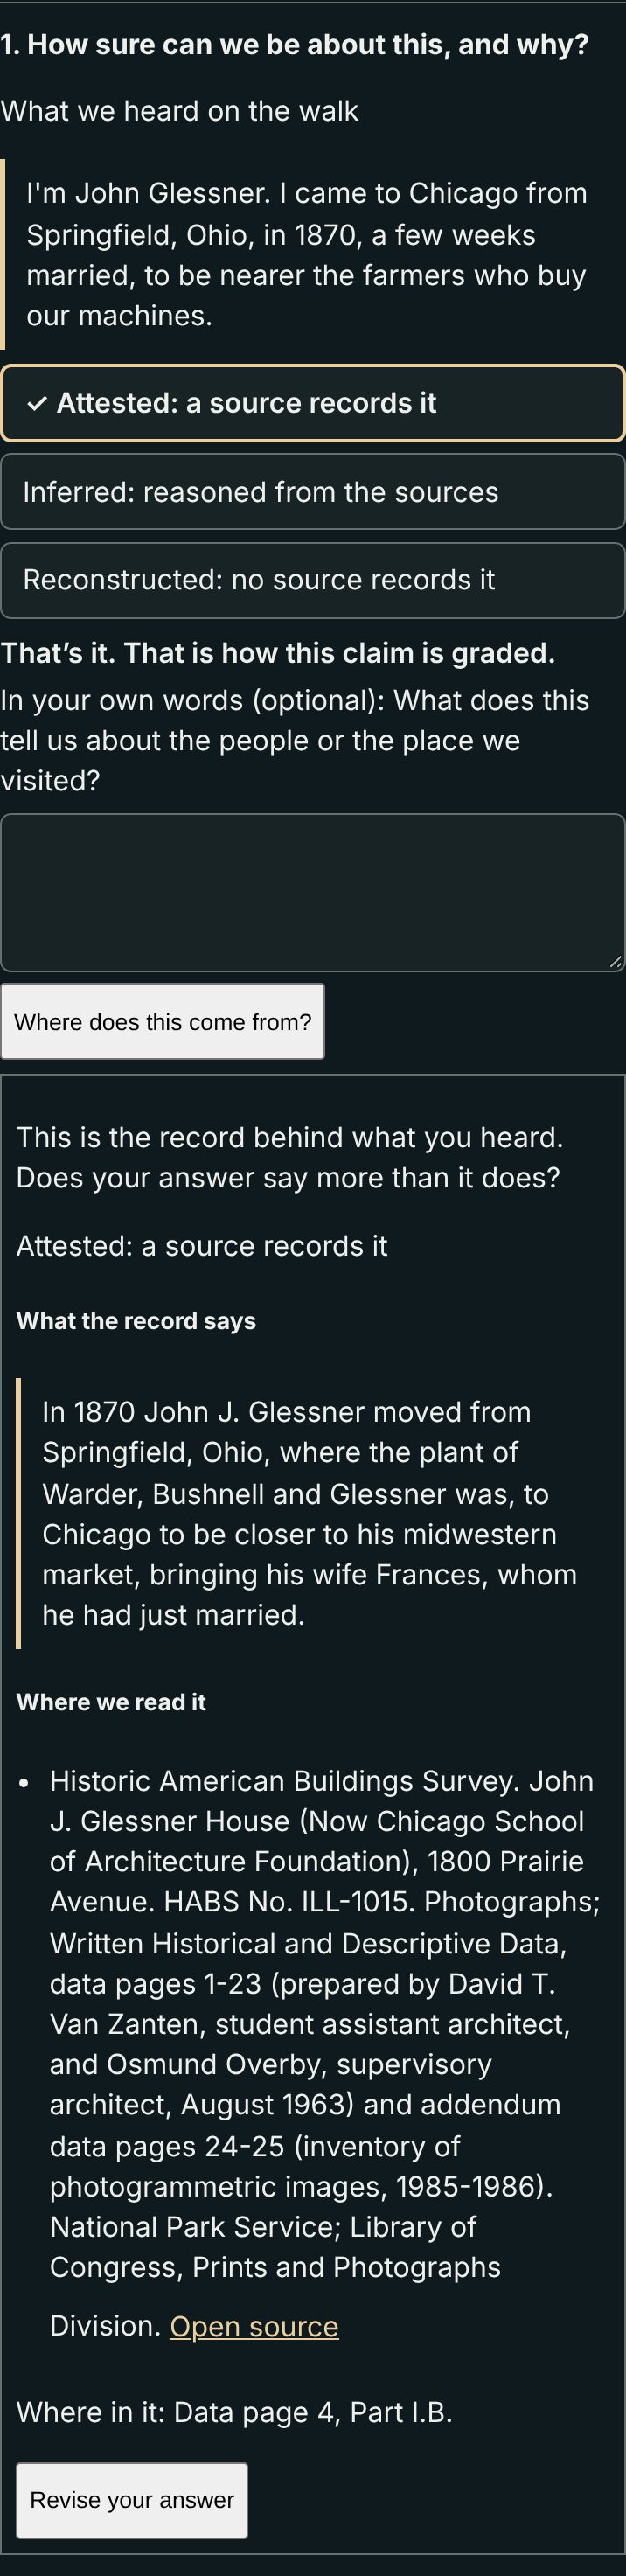 1. How sure can we be about this, and why?
What we heard on the walk
I'm John Glessner. I came to Chicago from
Springfield, Ohio, in 1870, a few weeks
married, to be nearer the farmers who buy
our machines.
✓ Attested: a source records it
Inferred: reasoned from the sources
Reconstructed: no source records it
That’s it. That is how this claim is graded.
In your own words (optional): What does this
tell us about the people or the place we
visited?
Where does this come from?
This is the record behind what you heard.
Does your answer say more than it does?
Attested: a source records it
What the record says
In 1870 John J. Glessner moved from
Springfield, Ohio, where the plant of
Warder, Bushnell and Glessner was, to
Chicago to be closer to his midwestern
market, bringing his wife Frances, whom
he had just married.
Where we read it
• Historic American Buildings Survey. John
J. Glessner House (Now Chicago School
of Architecture Foundation), 1800 Prairie
Avenue. HABS No. ILL-1015. Photographs;
Written Historical and Descriptive Data,
data pages 1-23 (prepared by David T.
Van Zanten, student assistant architect,
and Osmund Overby, supervisory
architect, August 1963) and addendum
data pages 24-25 (inventory of
photogrammetric images, 1985-1986).
National Park Service; Library of
Congress, Prints and Photographs
Division. Open source
Where in it: Data page 4, Part I.B.
Revise your answer